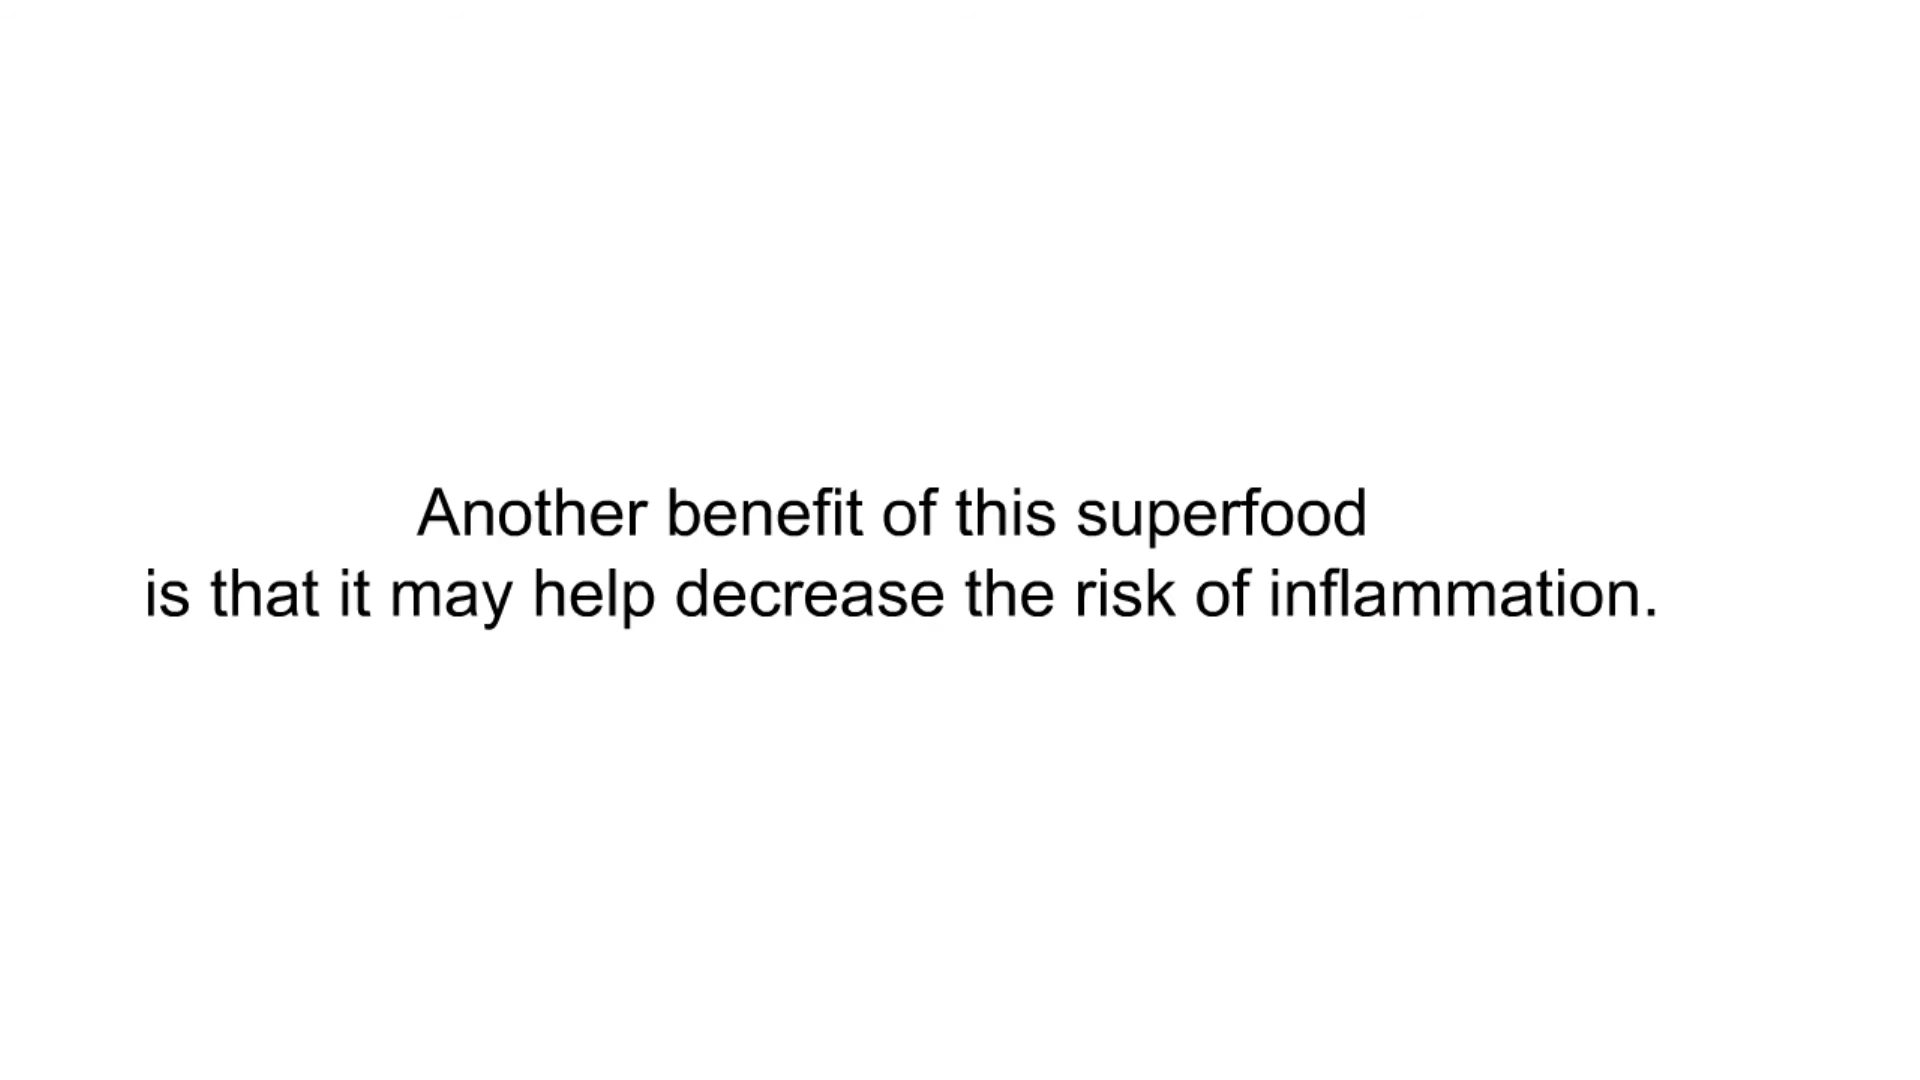 Another benefit of this superfood
is that it may help decrease the risk of inflammation.